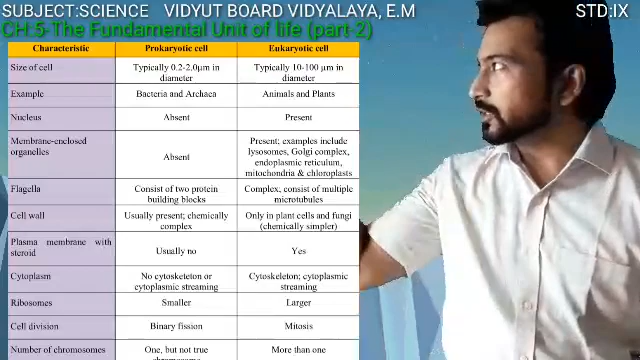 SUBJECT:SCIENCE VIDYUT BOARD VIDYALAYA, E.M STD:IX
CH:5-The Fundamental Unit of life (part-2)
Characteristic Prokaryotic cell Eukaryotic cell
Size of cell Typically 0.2-2.0μm in diameter Typically 10-100 μm in diameter
Example Bacteria and Archaea Animals and Plants
Nucleus Absent Present
Membrane-enclosed organelles Absent Present; examples include lysosomes, Golgi complex, endoplasmic reticulum, mitochondria & chloroplasts
Flagella Consist of two protein building blocks Complex; consist of multiple microtubules
Cell wall Usually present; chemically complex Only in plant cells and fungi (chemically simpler)
Plasma membrane with steroid Usually no Yes
Cytoplasm No cytoskeleton or cytoplasmic streaming Cytoskeleton; cytoplasmic streaming
Ribosomes Smaller Larger
Cell division Binary fission Mitosis
Number of chromosomes One, but not true chromosome More than one